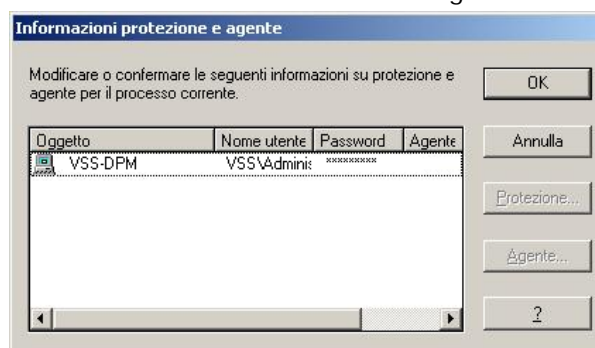 Informazioni protezione e agente
Modificare o confermare le seguenti informazioni su protezione e
agente per il processo corrente.
OK
Oggetto Nome utente Password Agente
Annulla
VSS-DPM VSS\Adminis *********
Protezione...
Agente...
?